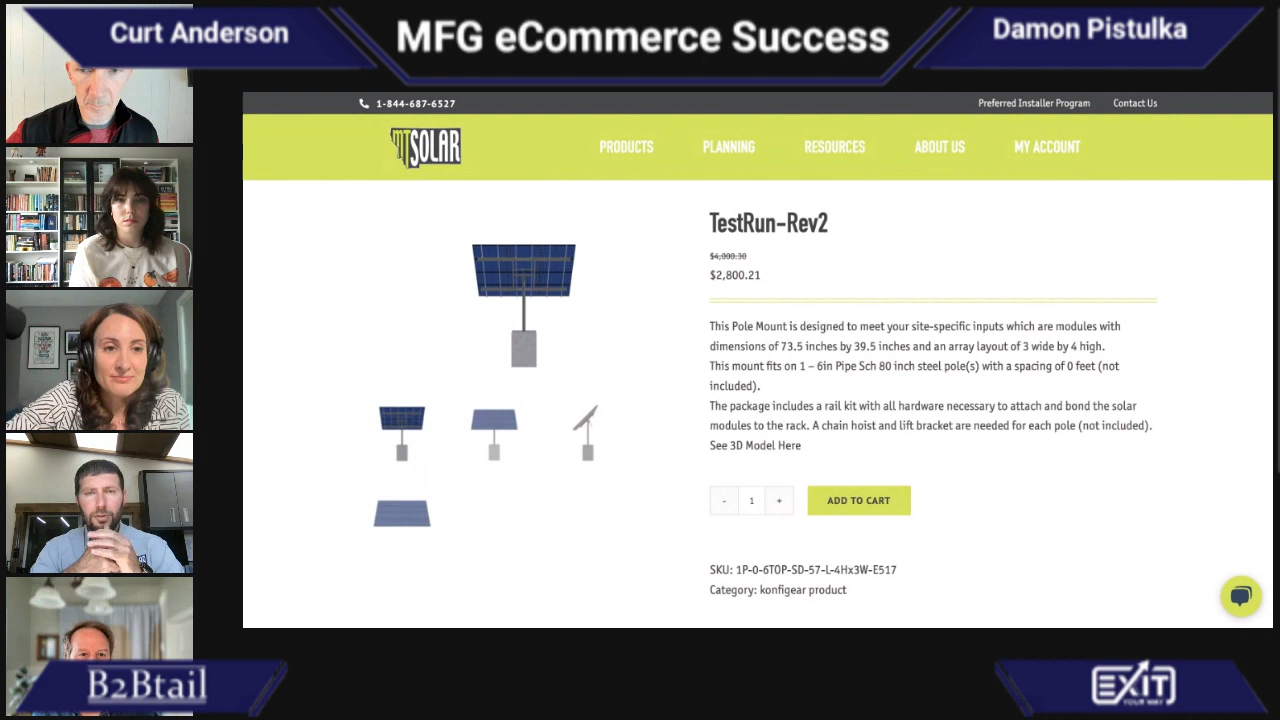 Curt Anderson
MFG eCommerce Success
Damon Pistulka
1-844-687-6527
Preferred Installer Program
Contact Us
MTSOLAR
PRODUCTS
PLANNING
RESOURCES
ABOUT US
MY ACCOUNT
TestRun-Rev2
$4,000.30
$2,800.21
This Pole Mount is designed to meet your site-specific inputs which are modules with
dimensions of 73.5 inches by 39.5 inches and an array layout of 3 wide by 4 high.
This mount fits on 1 – 6in Pipe Sch 80 inch steel pole(s) with a spacing of 0 feet (not
included).
The package includes a rail kit with all hardware necessary to attach and bond the solar
modules to the rack. A chain hoist and lift bracket are needed for each pole (not included).
See 3D Model Here
- 1 +
ADD TO CART
SKU: 1P-0-6TOP-SD-57-L-4Hx3W-E517
Category: konfigear product
B2Btail
EXIT
YOUR WAY